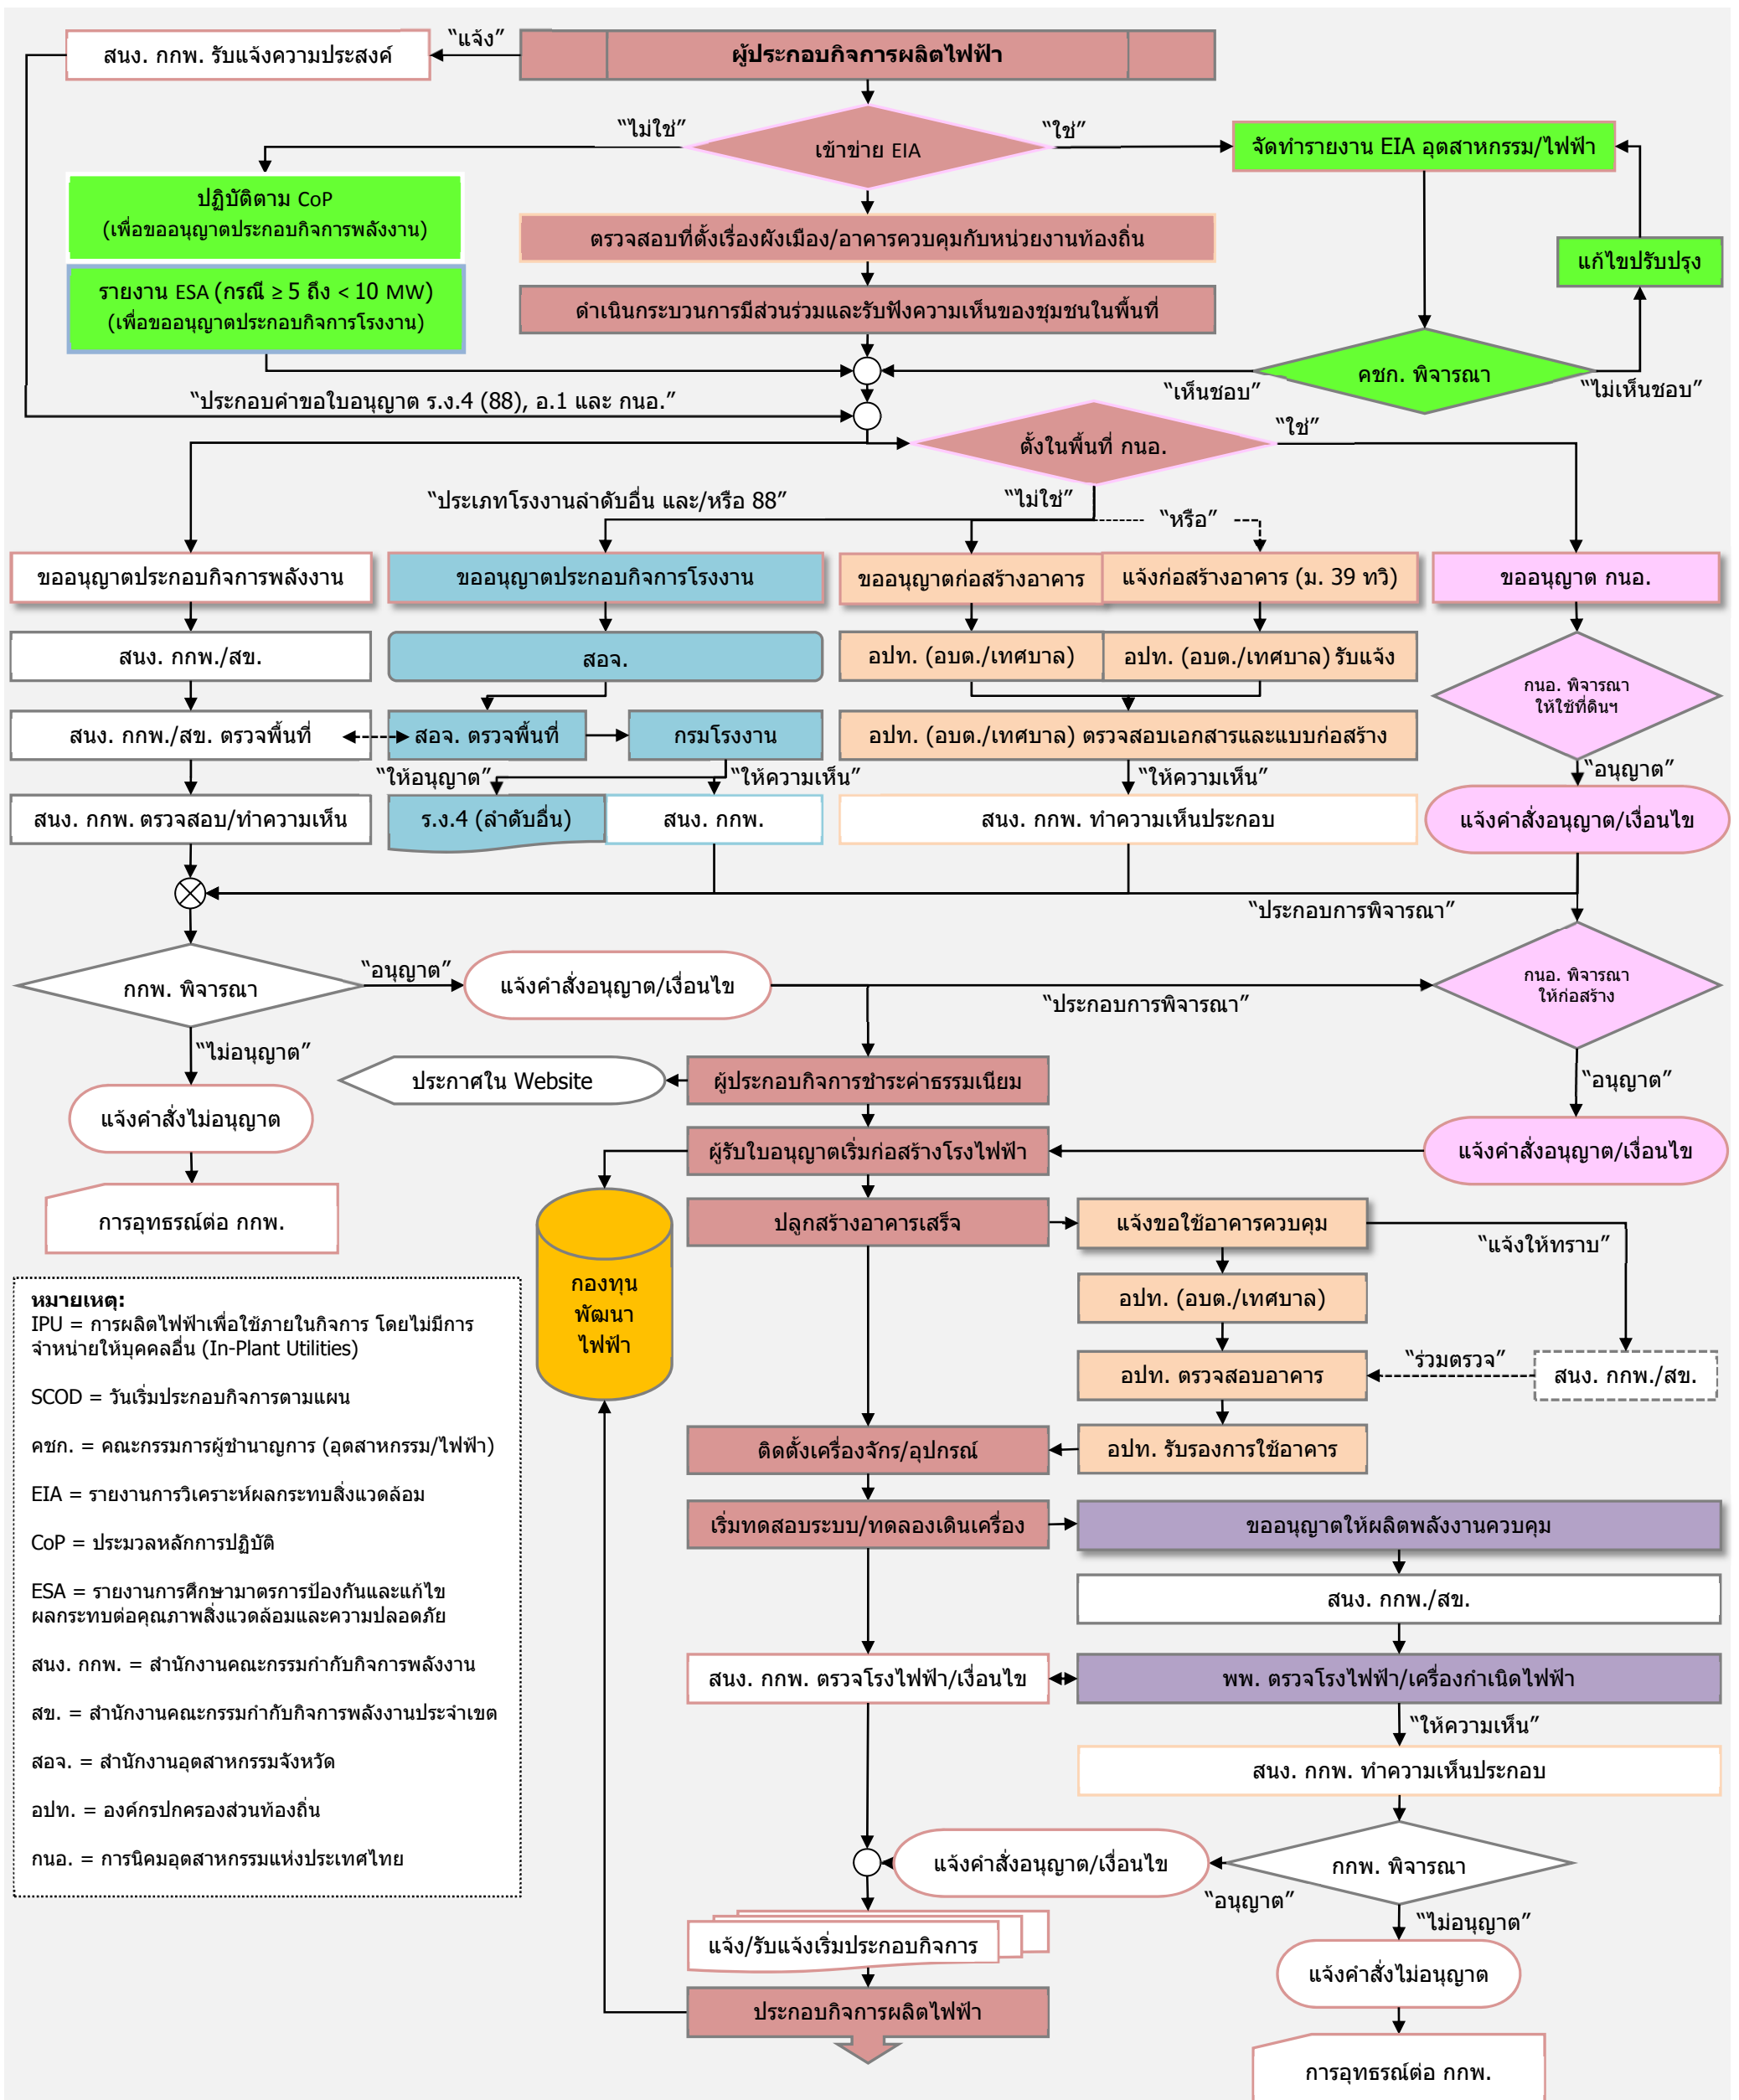 “แจ้ง”
สนง. กกพ. รับแจ้งความประสงค์
ผู้ประกอบกิจการผลิตไฟฟ้า
“ไม่ใช่”
เข้าข่าย EIA
“ใช่”
จัดทำรายงาน EIA อุตสาหกรรม/ไฟฟ้า
ปฏิบัติตาม CoP
(เพื่อขออนุญาตประกอบกิจการพลังงาน)
ตรวจสอบที่ตั้งเรื่องผังเมือง/อาคารควบคุมกับหน่วยงานท้องถิ่น
แก้ไขปรับปรุง
รายงาน ESA (กรณี ≥ 5 ถึง < 10 MW)
(เพื่อขออนุญาตประกอบกิจการโรงงาน)
ดำเนินกระบวนการมีส่วนร่วมและรับฟังความเห็นของชุมชนในพื้นที่
คชก. พิจารณา
“เห็นชอบ”
“ไม่เห็นชอบ”
“ประกอบคำขอใบอนุญาต ร.ง.4 (88), อ.1 และ กนอ.”
ตั้งในพื้นที่ กนอ.
“ใช่”
“ประเภทโรงงานลำดับอื่น และ/หรือ 88”
“ไม่ใช่”
“หรือ”
ขออนุญาตประกอบกิจการพลังงาน
ขออนุญาตประกอบกิจการโรงงาน
ขออนุญาตก่อสร้างอาคาร
แจ้งก่อสร้างอาคาร (ม. 39 ทวิ)
ขออนุญาต กนอ.
สนง. กกพ./สข.
สอจ.
อปท. (อบต./เทศบาล)
อปท. (อบต./เทศบาล) รับแจ้ง
กนอ. พิจารณา
ให้ใช้ที่ดินฯ
สนง. กกพ./สข. ตรวจพื้นที่
สอจ. ตรวจพื้นที่
กรมโรงงาน
อปท. (อบต./เทศบาล) ตรวจสอบเอกสารและแบบก่อสร้าง
“ให้อนุญาต”
“ให้ความเห็น”
“ให้ความเห็น”
“อนุญาต”
สนง. กกพ. ตรวจสอบ/ทำความเห็น
ร.ง.4 (ลำดับอื่น)
สนง. กกพ.
สนง. กกพ. ทำความเห็นประกอบ
แจ้งคำสั่งอนุญาต/เงื่อนไข
“ประกอบการพิจารณา”
กกพ. พิจารณา
“อนุญาต”
แจ้งคำสั่งอนุญาต/เงื่อนไข
“ประกอบการพิจารณา”
กนอ. พิจารณา
ให้ก่อสร้าง
“ไม่อนุญาต”
ประกาศใน Website
ผู้ประกอบกิจการชำระค่าธรรมเนียม
“อนุญาต”
แจ้งคำสั่งไม่อนุญาต
ผู้รับใบอนุญาตเริ่มก่อสร้างโรงไฟฟ้า
แจ้งคำสั่งอนุญาต/เงื่อนไข
การอุทธรณ์ต่อ กกพ.
ปลูกสร้างอาคารเสร็จ
แจ้งขอใช้อาคารควบคุม
“แจ้งให้ทราบ”
กองทุน
พัฒนา
ไฟฟ้า
อปท. (อบต./เทศบาล)
อปท. ตรวจสอบอาคาร
“ร่วมตรวจ”
สนง. กกพ./สข.
ติดตั้งเครื่องจักร/อุปกรณ์
อปท. รับรองการใช้อาคาร
เริ่มทดสอบระบบ/ทดลองเดินเครื่อง
ขออนุญาตให้ผลิตพลังงานควบคุม
สนง. กกพ./สข.
สนง. กกพ. ตรวจโรงไฟฟ้า/เงื่อนไข
พพ. ตรวจโรงไฟฟ้า/เครื่องกำเนิดไฟฟ้า
“ให้ความเห็น”
สนง. กกพ. ทำความเห็นประกอบ
แจ้งคำสั่งอนุญาต/เงื่อนไข
กกพ. พิจารณา
“อนุญาต”
“ไม่อนุญาต”
แจ้ง/รับแจ้งเริ่มประกอบกิจการ
แจ้งคำสั่งไม่อนุญาต
ประกอบกิจการผลิตไฟฟ้า
การอุทธรณ์ต่อ กกพ.
หมายเหตุ:
IPU = การผลิตไฟฟ้าเพื่อใช้ภายในกิจการ โดยไม่มีการ
จำหน่ายให้บุคคลอื่น (In-Plant Utilities)
SCOD = วันเริ่มประกอบกิจการตามแผน
คชก. = คณะกรรมการผู้ชำนาญการ (อุตสาหกรรม/ไฟฟ้า)
EIA = รายงานการวิเคราะห์ผลกระทบสิ่งแวดล้อม
CoP = ประมวลหลักการปฏิบัติ
ESA = รายงานการศึกษามาตรการป้องกันและแก้ไข
ผลกระทบต่อคุณภาพสิ่งแวดล้อมและความปลอดภัย
สนง. กกพ. = สำนักงานคณะกรรมกำกับกิจการพลังงาน
สข. = สำนักงานคณะกรรมกำกับกิจการพลังงานประจำเขต
สอจ. = สำนักงานอุตสาหกรรมจังหวัด
อปท. = องค์กรปกครองส่วนท้องถิ่น
กนอ. = การนิคมอุตสาหกรรมแห่งประเทศไทย